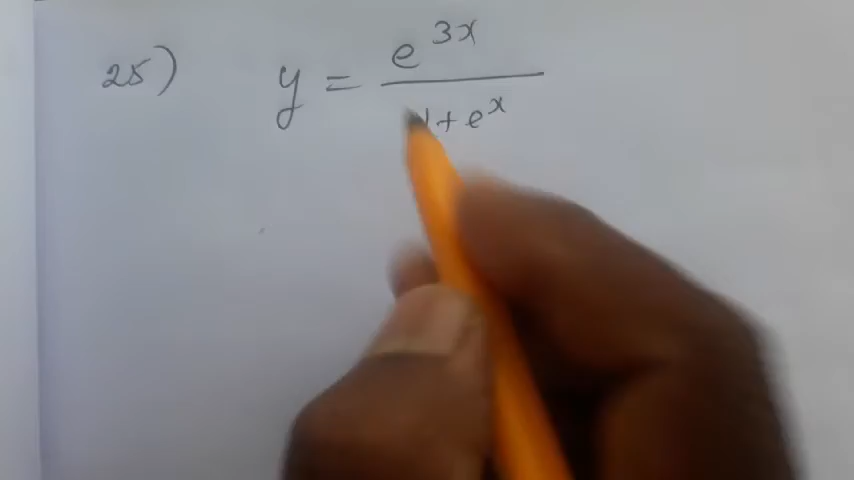 25) y = e^{3x} / 1 + e^x